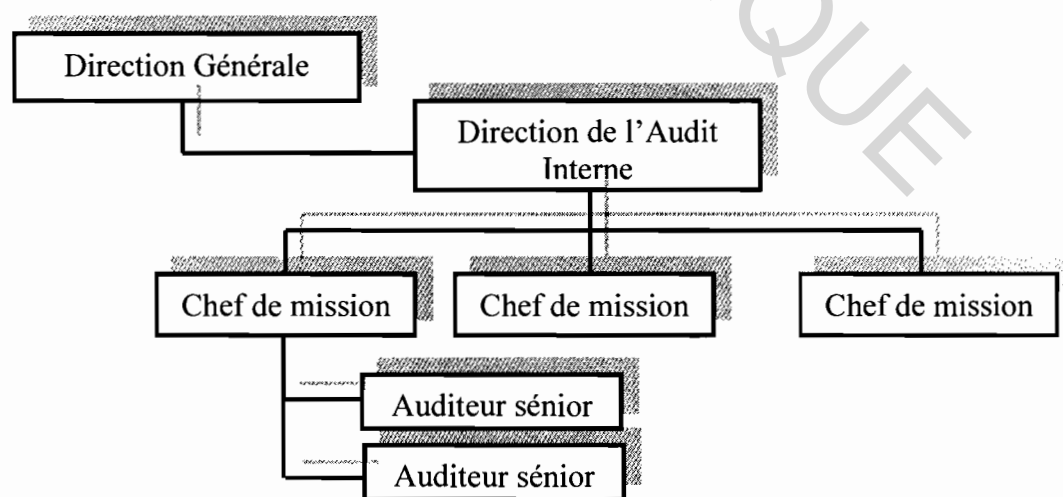 QUE
Direction Générale
Direction de l'Audit
Interne
Chef de mission
Chef de mission
Chef de mission
Auditeur sénior
Auditeur sénior